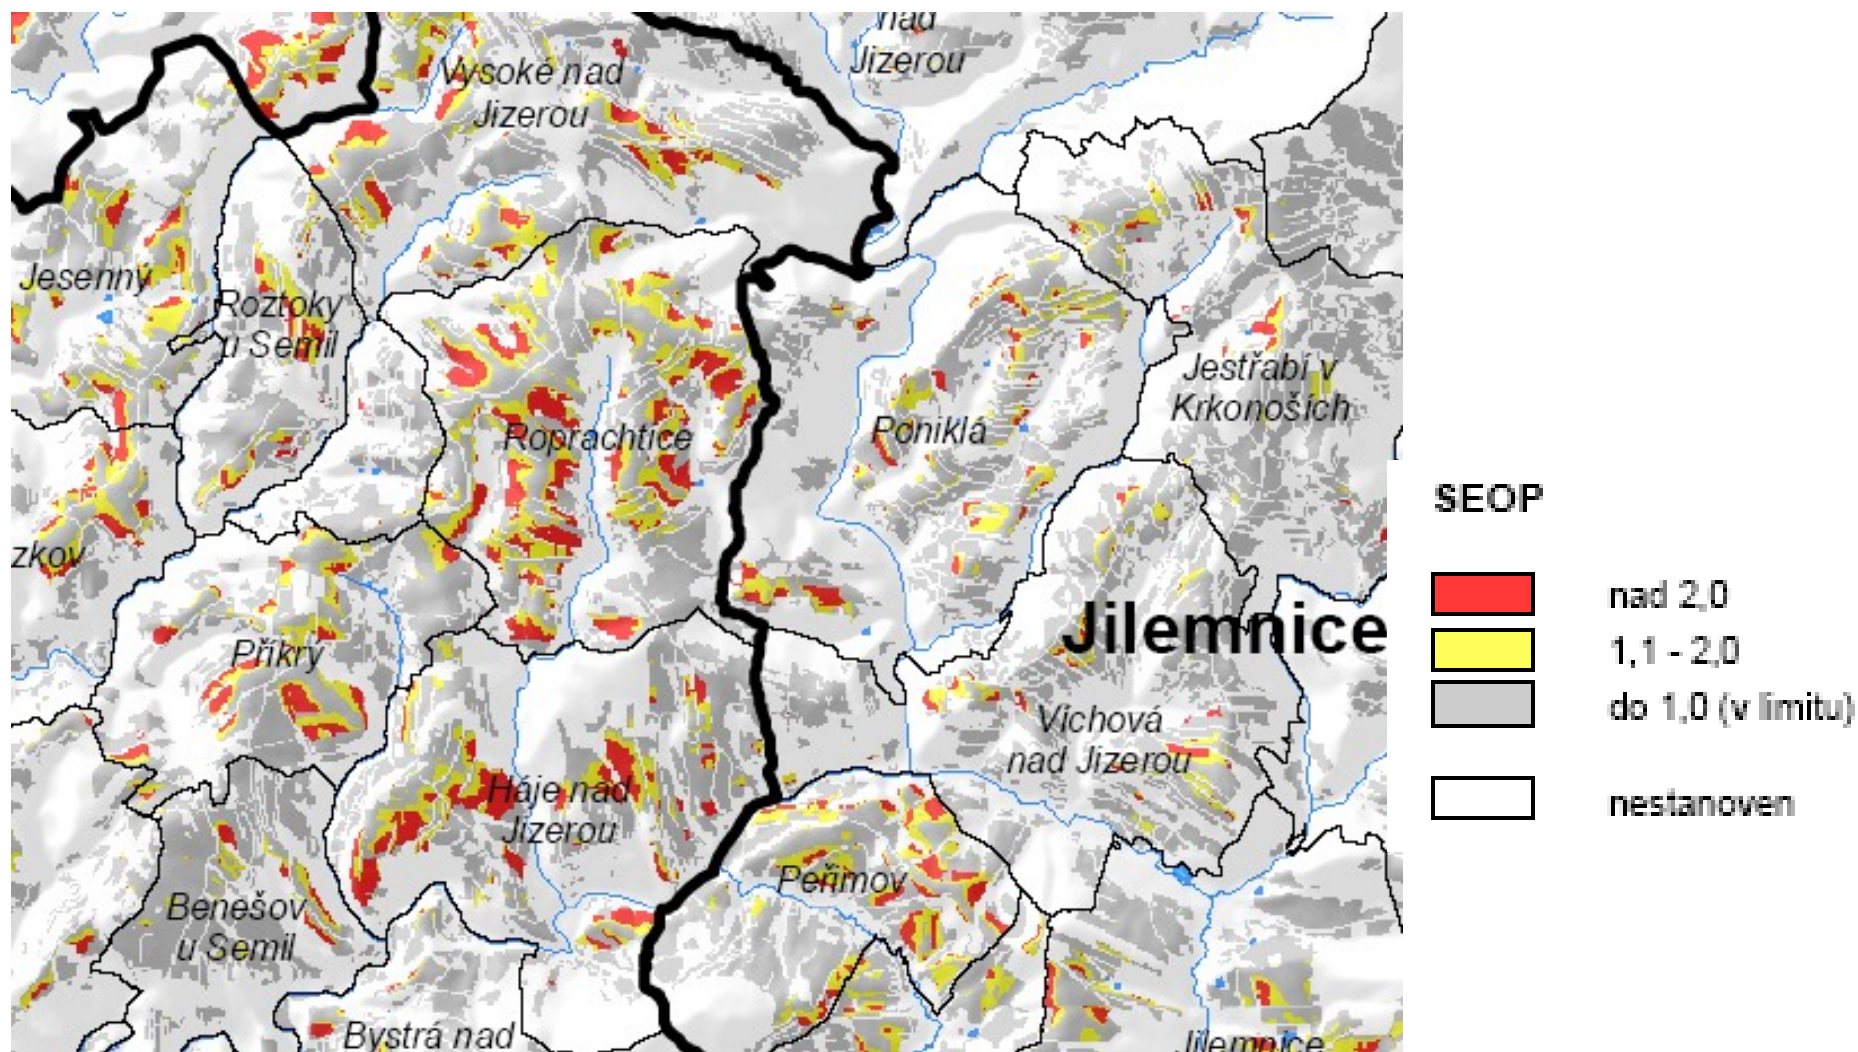 nad
Jizerou
Vysoké nad
Jizerou
Jesenný
Roztoky
u Semil
Jestřabí v
Krkonoších
Roprachtice
Poniklá
zkov
Příkrý
Jilemnice
Víchová
nad Jizerou
Háje nad
Jizerou
Peřimov
Benešov
u Semil
Bystrá nad
Jilemnice
SEOP
nad 2,0
1,1 - 2,0
do 1,0 (v limitu)
nestanoven